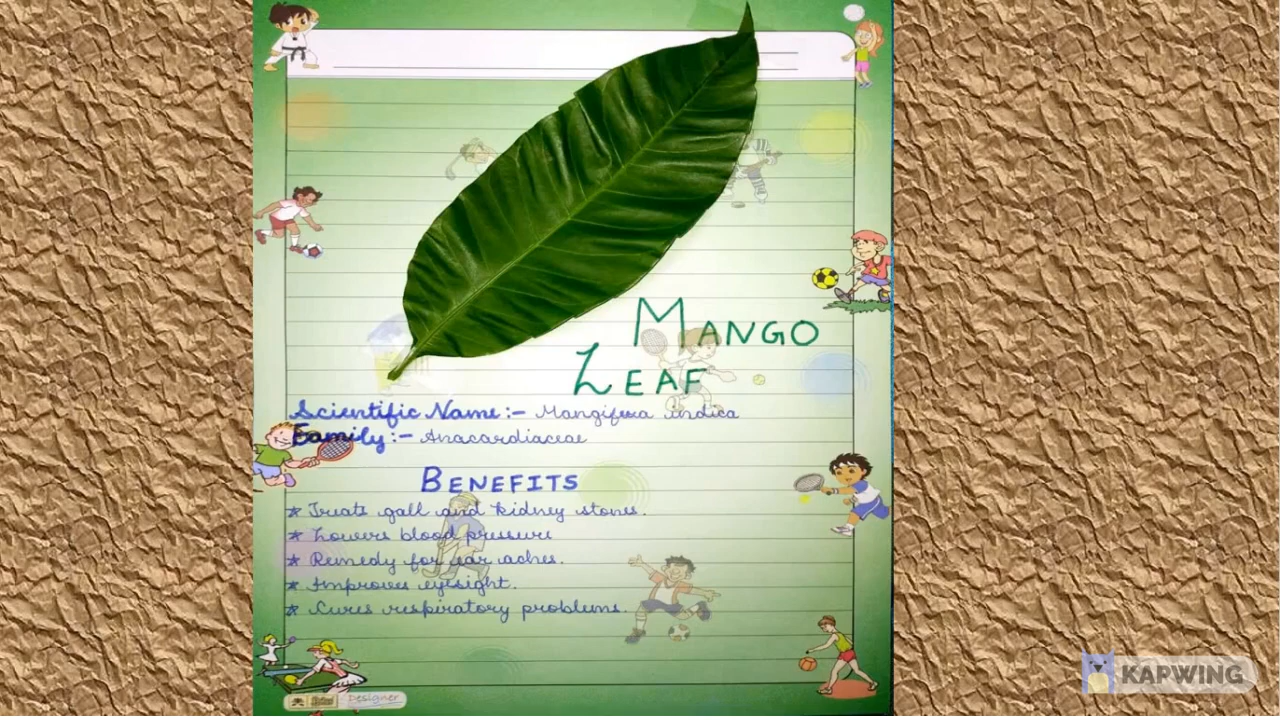 MANGO
LEAF
Scientific Name:- Mangifera indica
Family:- Anacardiaceae
BENEFITS
* Treats gall and kidney stones.
* Lowers blood pressure
* Remedy for ear aches.
* Improves eyesight.
* Cures respiratory problems.
Designer
KAPWING